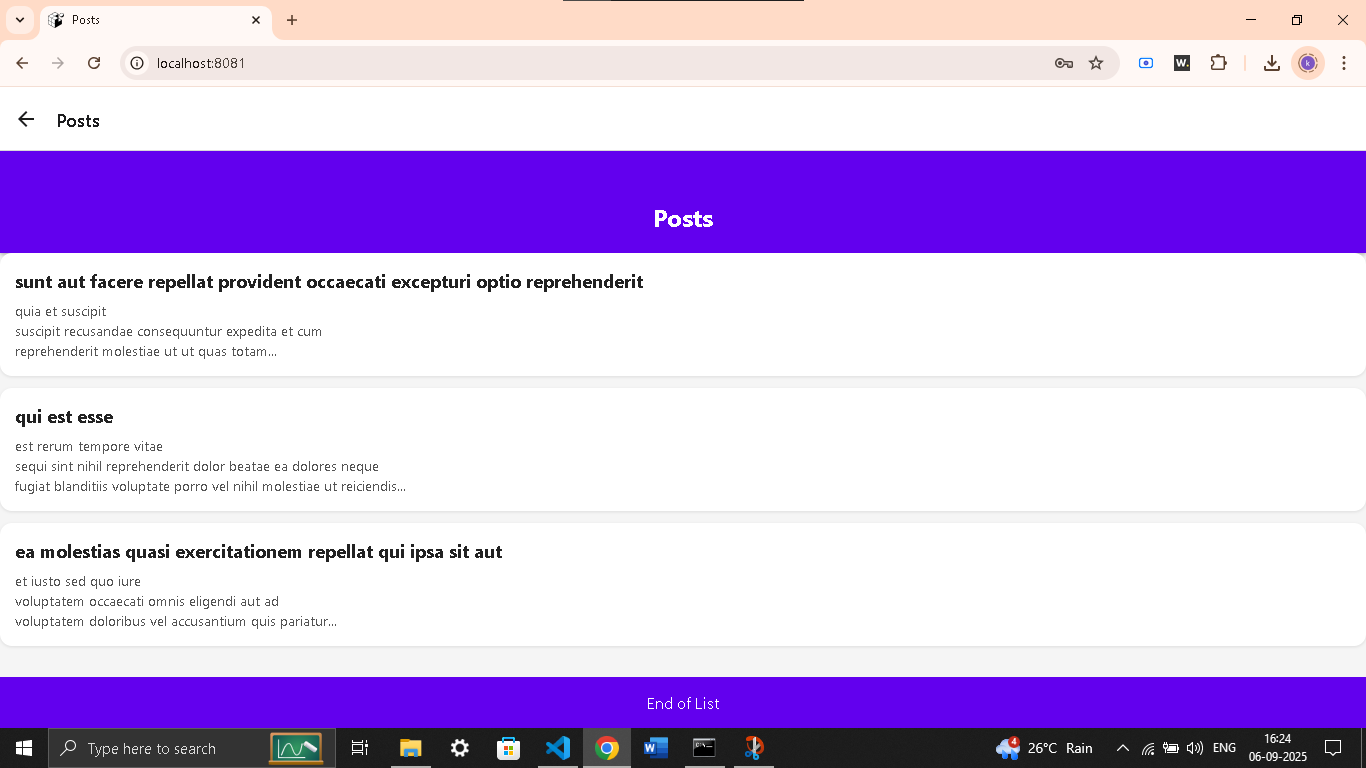 Posts
localhost:8081
W.
k
Posts
Posts
sunt aut facere repellat provident occaecati excepturi optio reprehenderit
quia et suscipit
suscipit recusandae consequuntur expedita et cum
reprehenderit molestiae ut ut quas totam...
qui est esse
est rerum tempore vitae
sequi sint nihil reprehenderit dolor beatae ea dolores neque
fugiat blanditiis voluptate porro vel nihil molestiae ut reiciendis...
ea molestias quasi exercitationem repellat qui ipsa sit aut
et iusto sed quo iure
voluptatem occaecati omnis eligendi aut ad
voluptatem doloribus vel accusantium quis pariatur...
End of List
Type here to search
4
26°C Rain
ENG
16:24
06-09-2025